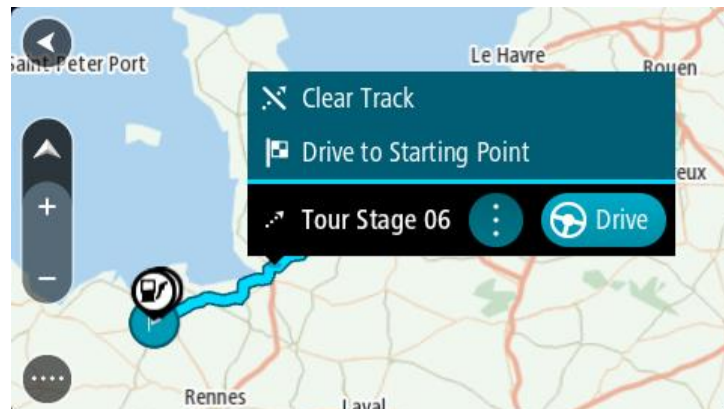 Saint Peter Port
Le Havre
Rouen
Clear Track
Drive to Starting Point
eux
Tour Stage 06
Drive
Rennes
Laval